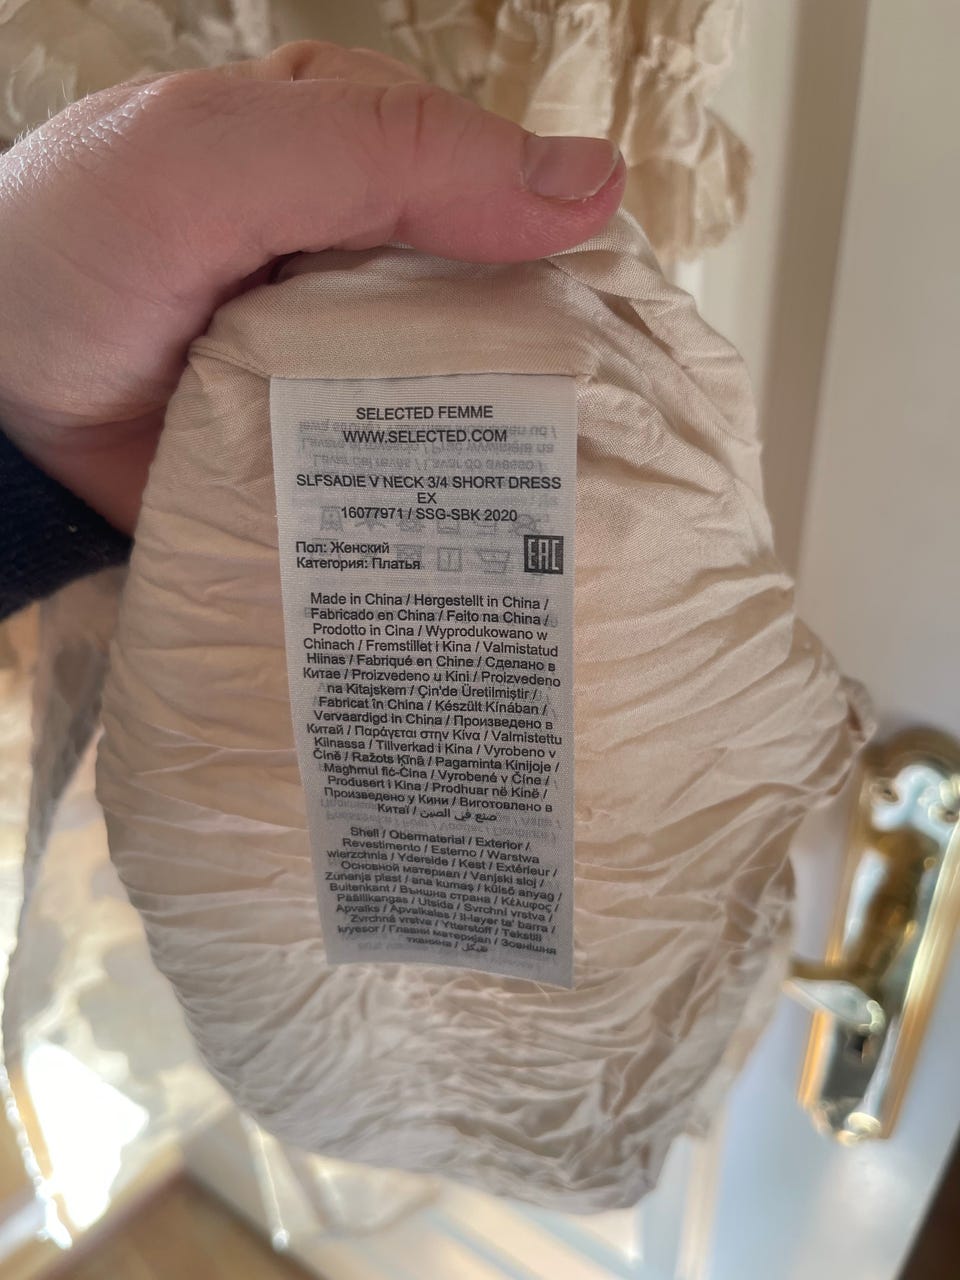 SELECTED FEMME
WWW.SELECTED.COM
SLFSADIE V NECK 3/4 SHORT DRESS
EX
16077971 / SSG-SBK 2020
Пол: Женский
Категория: Платья
EAC
Made in China / Hergestellt in China /
Fabricado en China / Feito na China /
Prodotto in Cina / Wyprodukowano w
Chinach / Fremstillet i Kina / Valmistatud
Hiinas / Fabriqué en Chine / Сделано в
Китае / Proizvedeno u Kini / Proizvedeno
na Kitajskem / Çin'de Üretilmiştir /
Fabricat în China / Készült Kínában /
Vervaardigd in China / Произведено в
Китай / Παράγεται στην Κίνα / Valmistettu
Kiinassa / Tillverkad i Kina / Vyrobeno v
Číně / Ražots Ķīnā / Pagaminta Kinijoje /
Magħmul fiċ-Ċina / Vyrobené v Číne /
Produsert i Kina / Prodhuar në Kinë /
Произведено у Кини / Виготовлено в
Китаї / صنع في الصين
Shell / Obermaterial / Exterior /
Revestimento / Esterno / Warstwa
wierzchnia / Yderside / Kest / Extérieur /
Основной материал / Vanjski sloj /
Zunanja plast / ana kumaş / külső anyag /
Buitenkant / Външна страна / Κέλυφος /
Päällikangas / Utsida / Svrchní vrstva /
Apvalks / Apvalkalas / Il-layer ta' barra /
Zvrchná vrstva / Ytterstoff / Tekstili
kryesor / Главни материјал / Зовнішня
тканина / شيكل